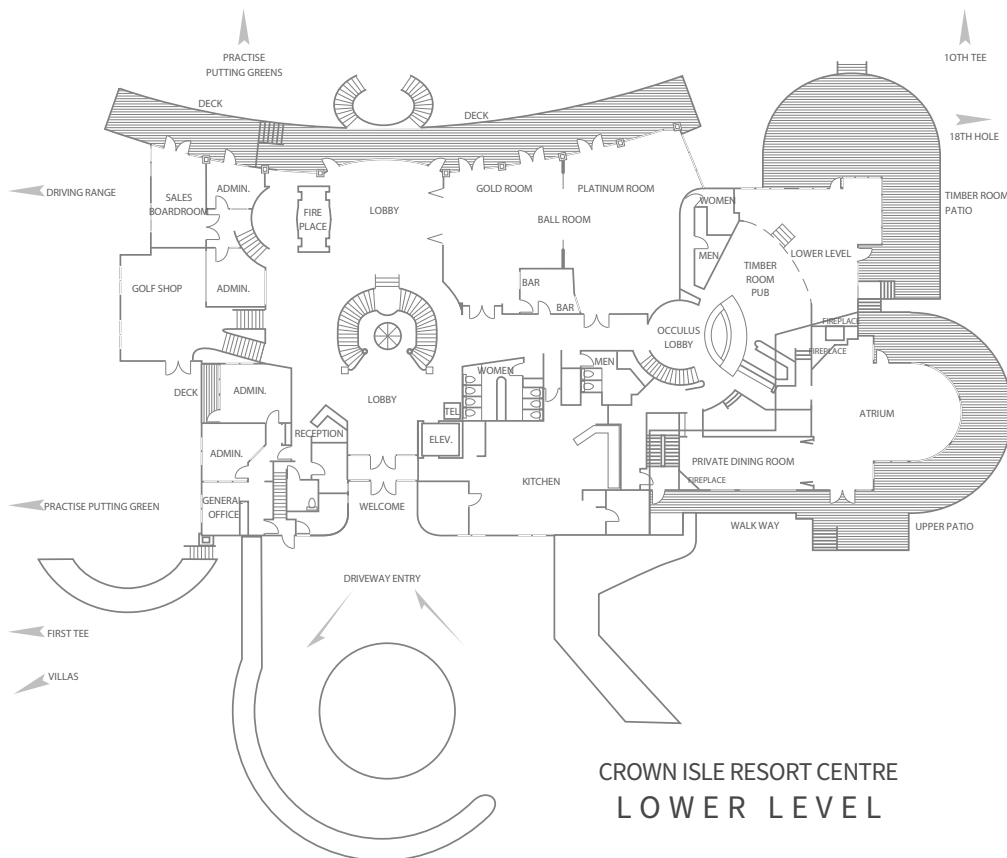 PRACTISE
PUTTING GREENS
1OTH TEE
DECK
DECK
18TH HOLE
DRIVING RANGE
SALES
BOARDROOM
ADMIN.
FIRE
PLACE
LOBBY
GOLD ROOM
PLATINUM ROOM
BALL ROOM
WOMEN
MEN
TIMBER ROOM
PATIO
LOWER LEVEL
TIMBER
ROOM
PUB
GOLF SHOP
ADMIN.
BAR
BAR
OCCULUS
LOBBY
FIREPLACE
FIREPLACE
DECK
ADMIN.
LOBBY
WOMEN
MEN
TEL
ATRIUM
RECEPTION
ELEV.
ADMIN.
KITCHEN
PRIVATE DINING ROOM
FIREPLACE
PRACTISE PUTTING GREEN
GENERAL
OFFICE
WELCOME
WALK WAY
UPPER PATIO
DRIVEWAY ENTRY
FIRST TEE
VILLAS
CROWN ISLE RESORT CENTRE
LOWER LEVEL